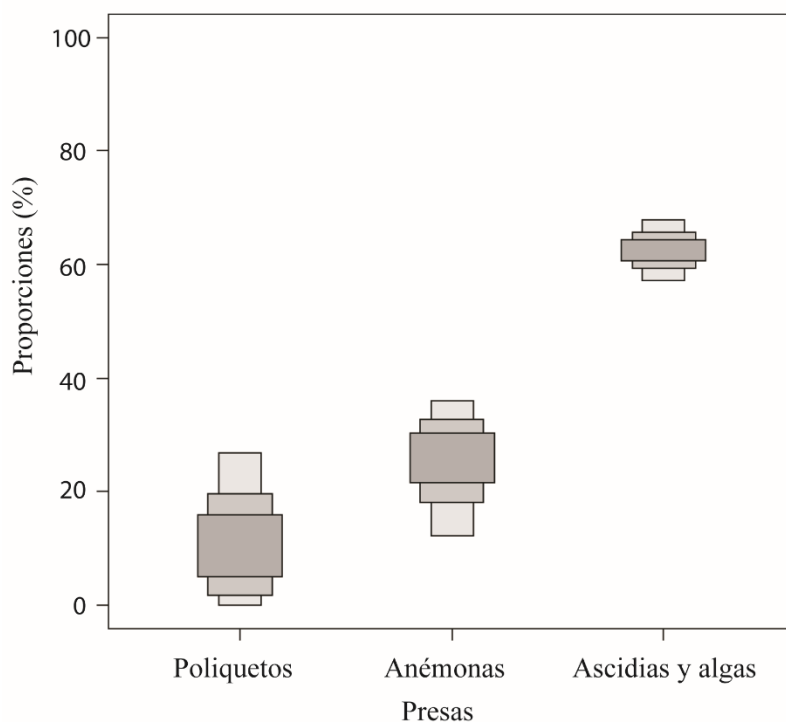 100
80
60
40
20
0
Proporciones (%)
Poliquetos
Anémonas
Ascidias y algas
Presas